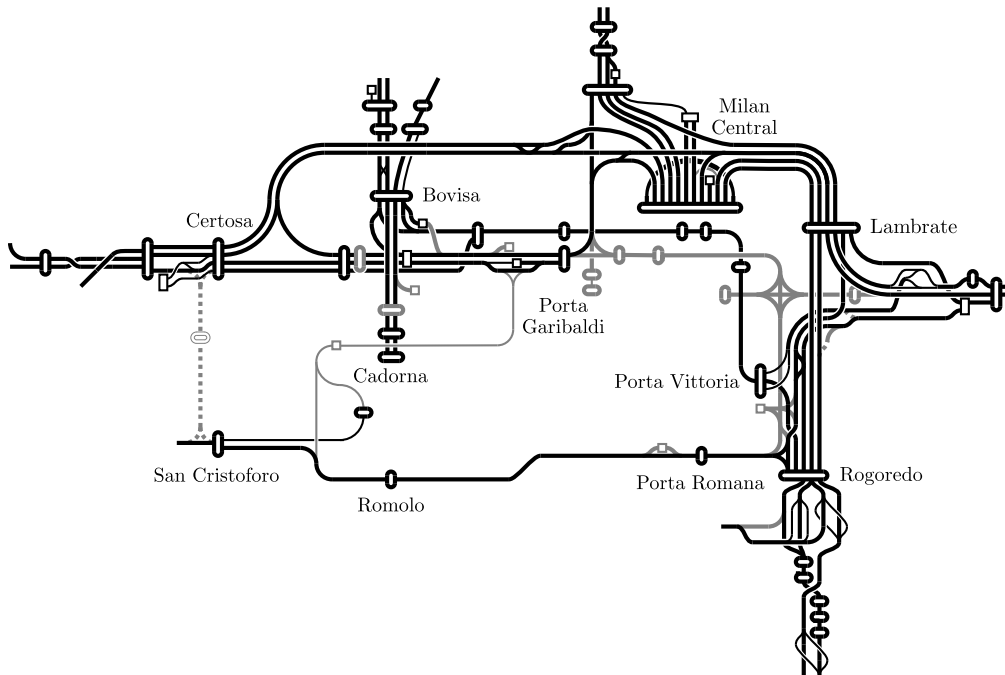 Milan
Central
Bovisa
Certosa
Lambrate
Porta
Garibaldi
Cadorna
Porta Vittoria
San Cristoforo
Porta Romana
Rogoredo
Romolo